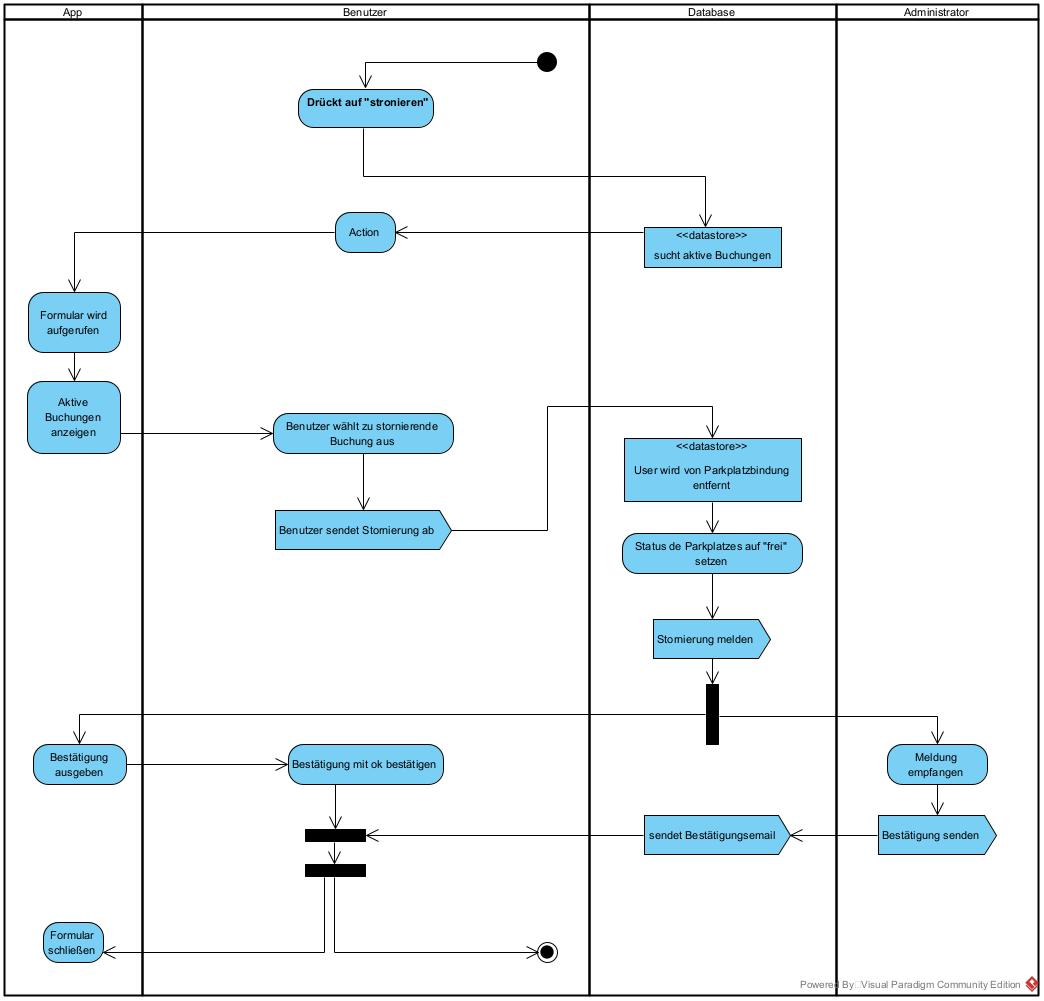 App
Benutzer
Database
Administrator
Drückt auf "stronieren"
<<datastore>>
sucht aktive Buchungen
Action
Formular wird
aufgerufen
Aktive
Buchungen
anzeigen
Benutzer wählt zu stornierende
Buchung aus
Benutzer sendet Stornierung ab
<<datastore>>
User wird von Parkplatzbindung
entfernt
Status de Parkplatzes auf "frei"
setzen
Stornierung melden
Bestätigung
ausgeben
Bestätigung mit ok bestätigen
Meldung
empfangen
sendet Bestätigungsemail
Bestätigung senden
Formular
schließen
Powered By Visual Paradigm Community Edition